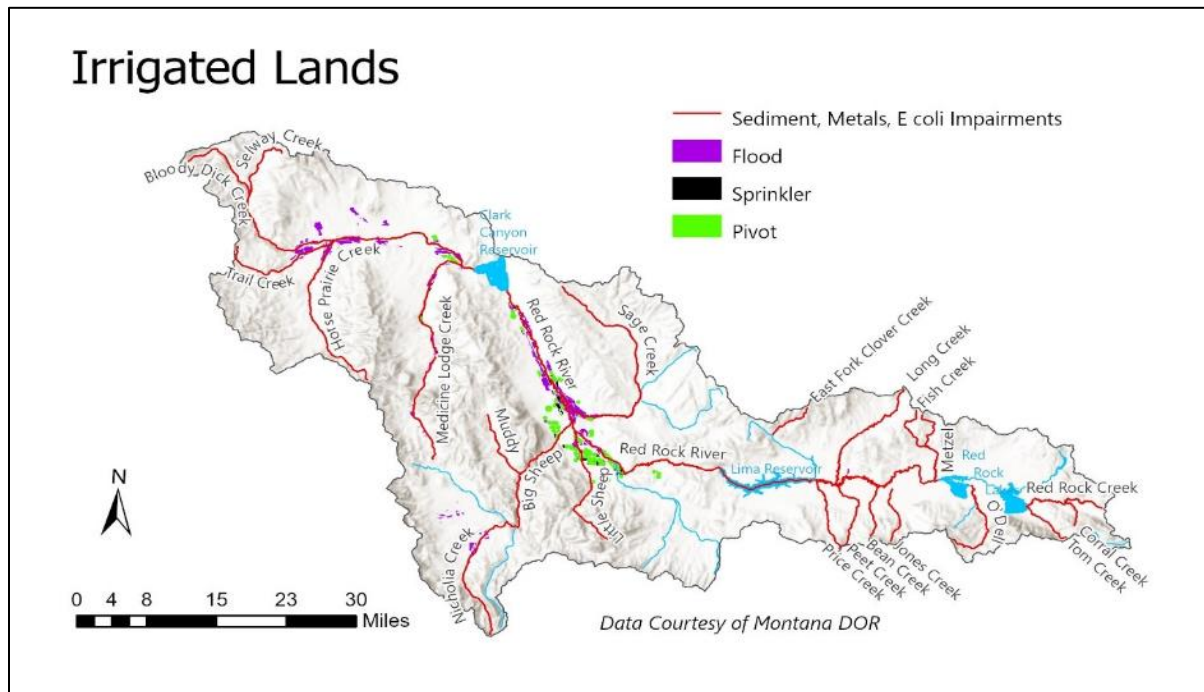 Irrigated Lands
Sediment, Metals, E coli Impairments
Flood
Sprinkler
Pivot
Selway Creek
Bloody Dick Creek
Clark
Canyon
Reservoir
Trail Creek
Horse Prairie Creek
Medicine Lodge Creek
Red Rock River
Sage Creek
East Fork Clover Creek
Long Creek
Fish Creek
Muddy
Big Sheep
Little Sheep
Red Rock River
Lima Reservoir
Metzel
Red
Rock
Lakes
Red Rock Creek
O'Dell
Corral Creek
Tom Creek
Jones Creek
Bean Creek
Peet Creek
Price Creek
Nicholia Creek
N
0 4 8 15 23 30
Miles
Data Courtesy of Montana DOR